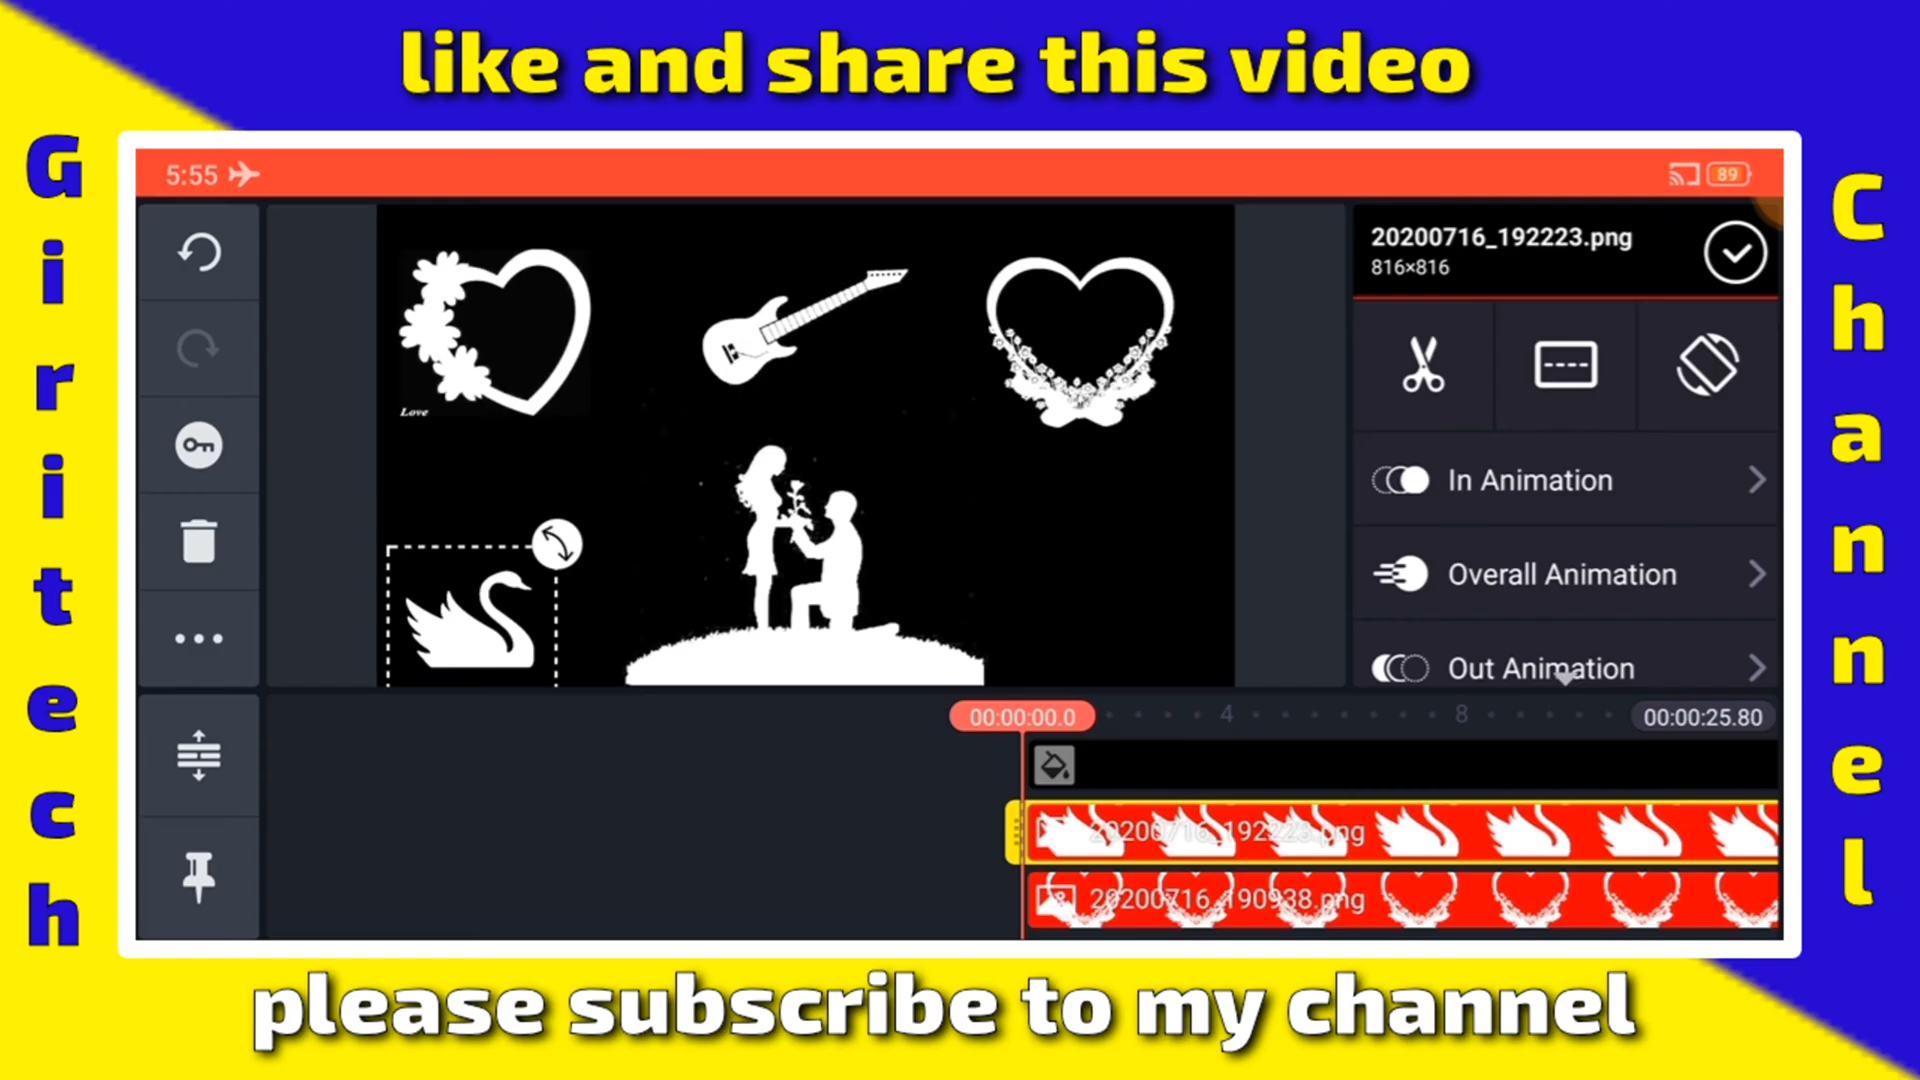 like and share this video
Giritech
Channel
5:55
89
20200716_192223.png
816×816
In Animation
Overall Animation
Out Animation
Love
00:00:00.0
4
8
00:00:25.80
20200716_192223.png
20200716_190938.png
please subscribe to my channel